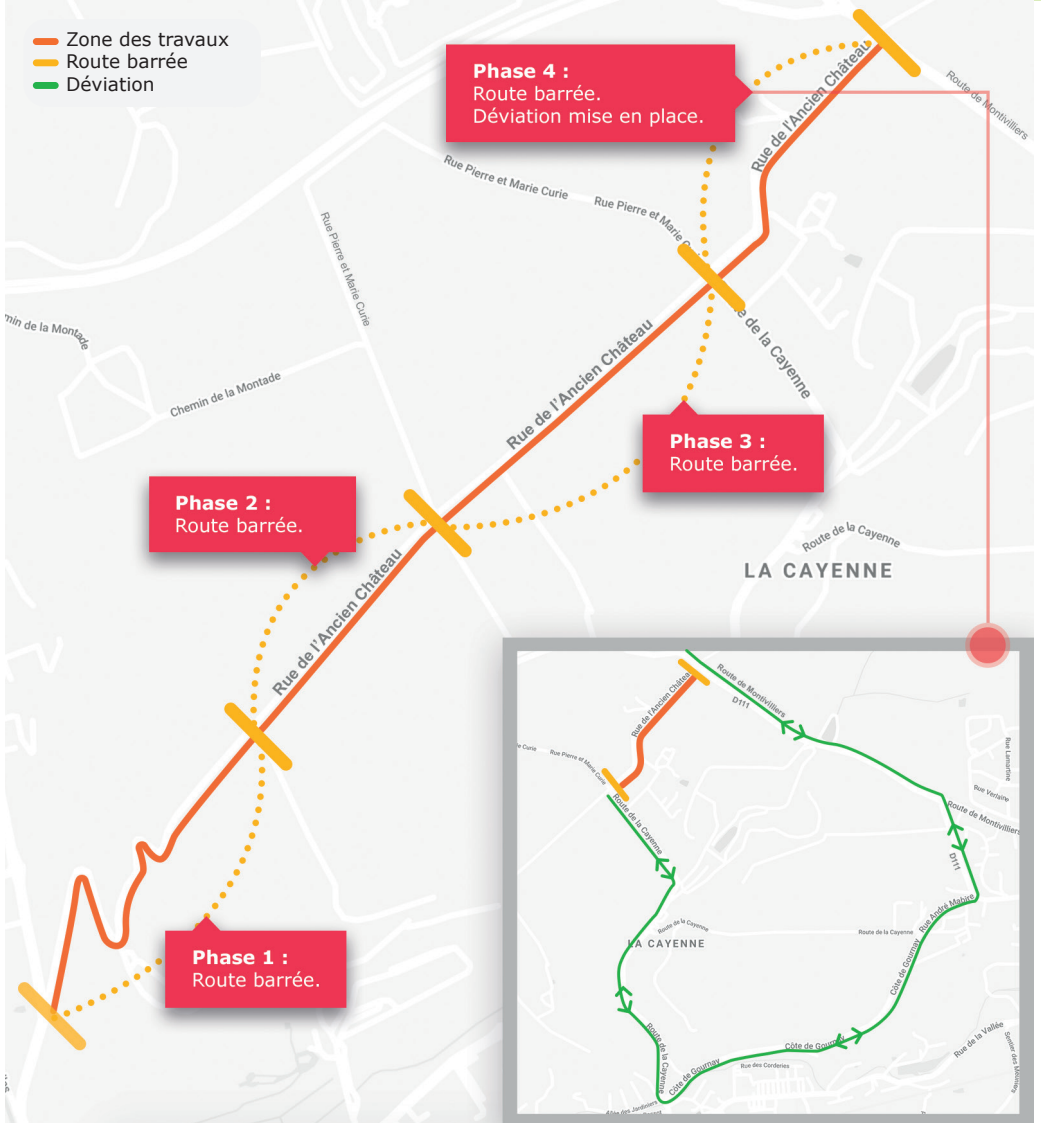 Zone des travaux
Route barrée
Déviation
Phase 4 :
Route barrée.
Déviation mise en place.
Rue de l'Ancien Château
Route de Montivilliers
Rue Pierre et Marie Curie
Rue Pierre et Marie
Rue Pierre et Marie Curie
de la Cayenne
de la Montade
Chemin de la Montade
Rue de l'Ancien Château
Phase 3 :
Route barrée.
Phase 2 :
Route barrée.
Route de la Cayenne
LA CAYENNE
Rue de l'Ancien Château
Phase 1 :
Route barrée.
Route de Montivilliers
D111
Rue de l'Ancien
Rue Pierre et Marie Curie
Route de la Cayenne
Rue Lamartine
Rue Verlaine
Route de Montivilliers
D111
Rue André Mabire
Route de la Cayenne
Route de la Cayenne
LA CAYENNE
Côte de Gournay
Côte de Gournay
Rue de la Vallée
Rue des Corderies
Route de la Cayenne
Côte de Gournay
Allée des Jardiniers